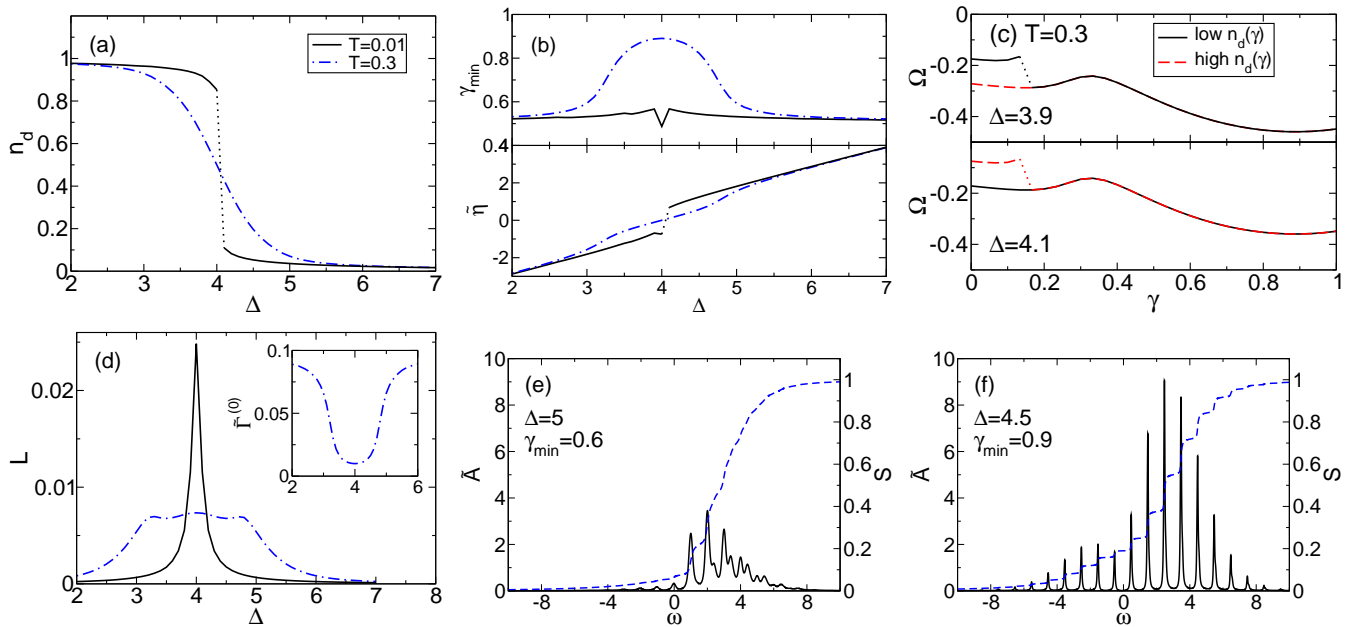 (a)
T=0.01
T=0.3
n_d
1
0.8
0.6
0.4
0.2
0
2 3 4 5 6 7
Δ
(b)
γ_min
1
0.8
0.6
0.4
η̃
0
-2
2 3 4 5 6 7
Δ
(c) T=0.3
low n_d(γ)
high n_d(γ)
Ω
0
-0.2
-0.4
Δ=3.9
Ω
-0.2
-0.4
Δ=4.1
0 0.2 0.4 0.6 0.8 1
γ
(d)
L
0.02
0.01
0
2 3 4 5 6 7 8
Δ
Γ̃^(0)
0.1
0.05
0
2 4 6
(e)
Δ=5
γ_min=0.6
Ã
10
8
6
4
2
0
-8 -4 0 4 8
ω
1
0.8
0.6
0.4
0.2
0
S
(f)
Δ=4.5
γ_min=0.9
Ã
10
8
6
4
2
0
-8 -4 0 4 8
ω
1
0.8
0.6
0.4
0.2
0
S